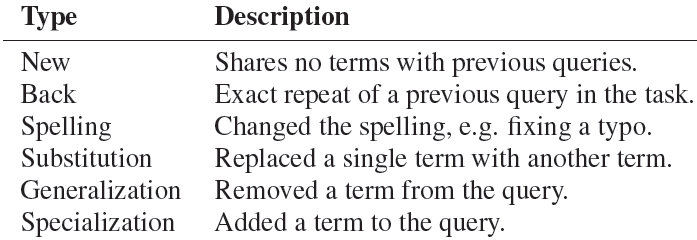 Type Description
New Shares no terms with previous queries.
Back Exact repeat of a previous query in the task.
Spelling Changed the spelling, e.g. fixing a typo.
Substitution Replaced a single term with another term.
Generalization Removed a term from the query.
Specialization Added a term to the query.